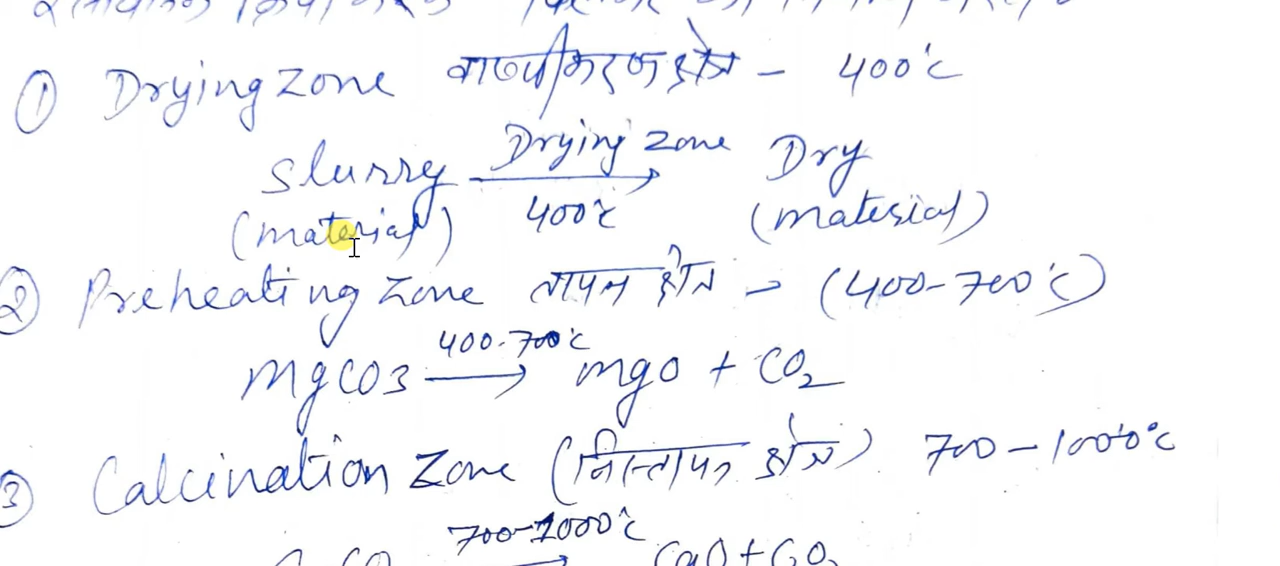 ① Drying zone वाष्पीकरण क्षेत्र – 400°c
Slurry Drying zone → 400°c Dry
(material) (material)
② Preheating zone तापन क्षेत्र → (400-700°c)
400-700°c
MgCO3 → mgo + CO2
③ Calcination Zone (निस्तापन क्षेत्र) 700-1000°c
700-1000°c
CaO + CO2